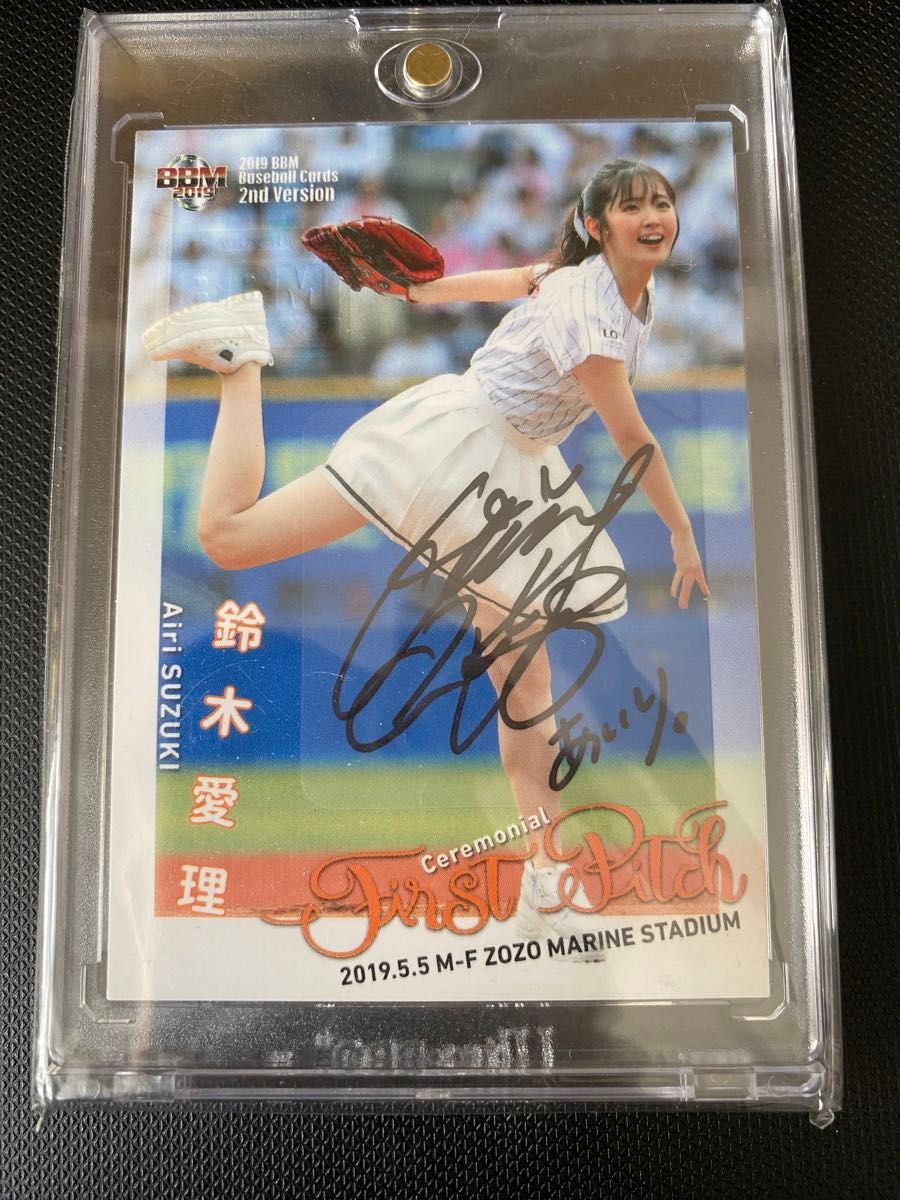 BBM
2019
2019 BBM
Baseball Cards
2nd Version
LO
鈴木愛理
Airi SUZUKI
あいり。
Ceremonial
First Pitch
2019.5.5 M-F ZOZO MARINE STADIUM